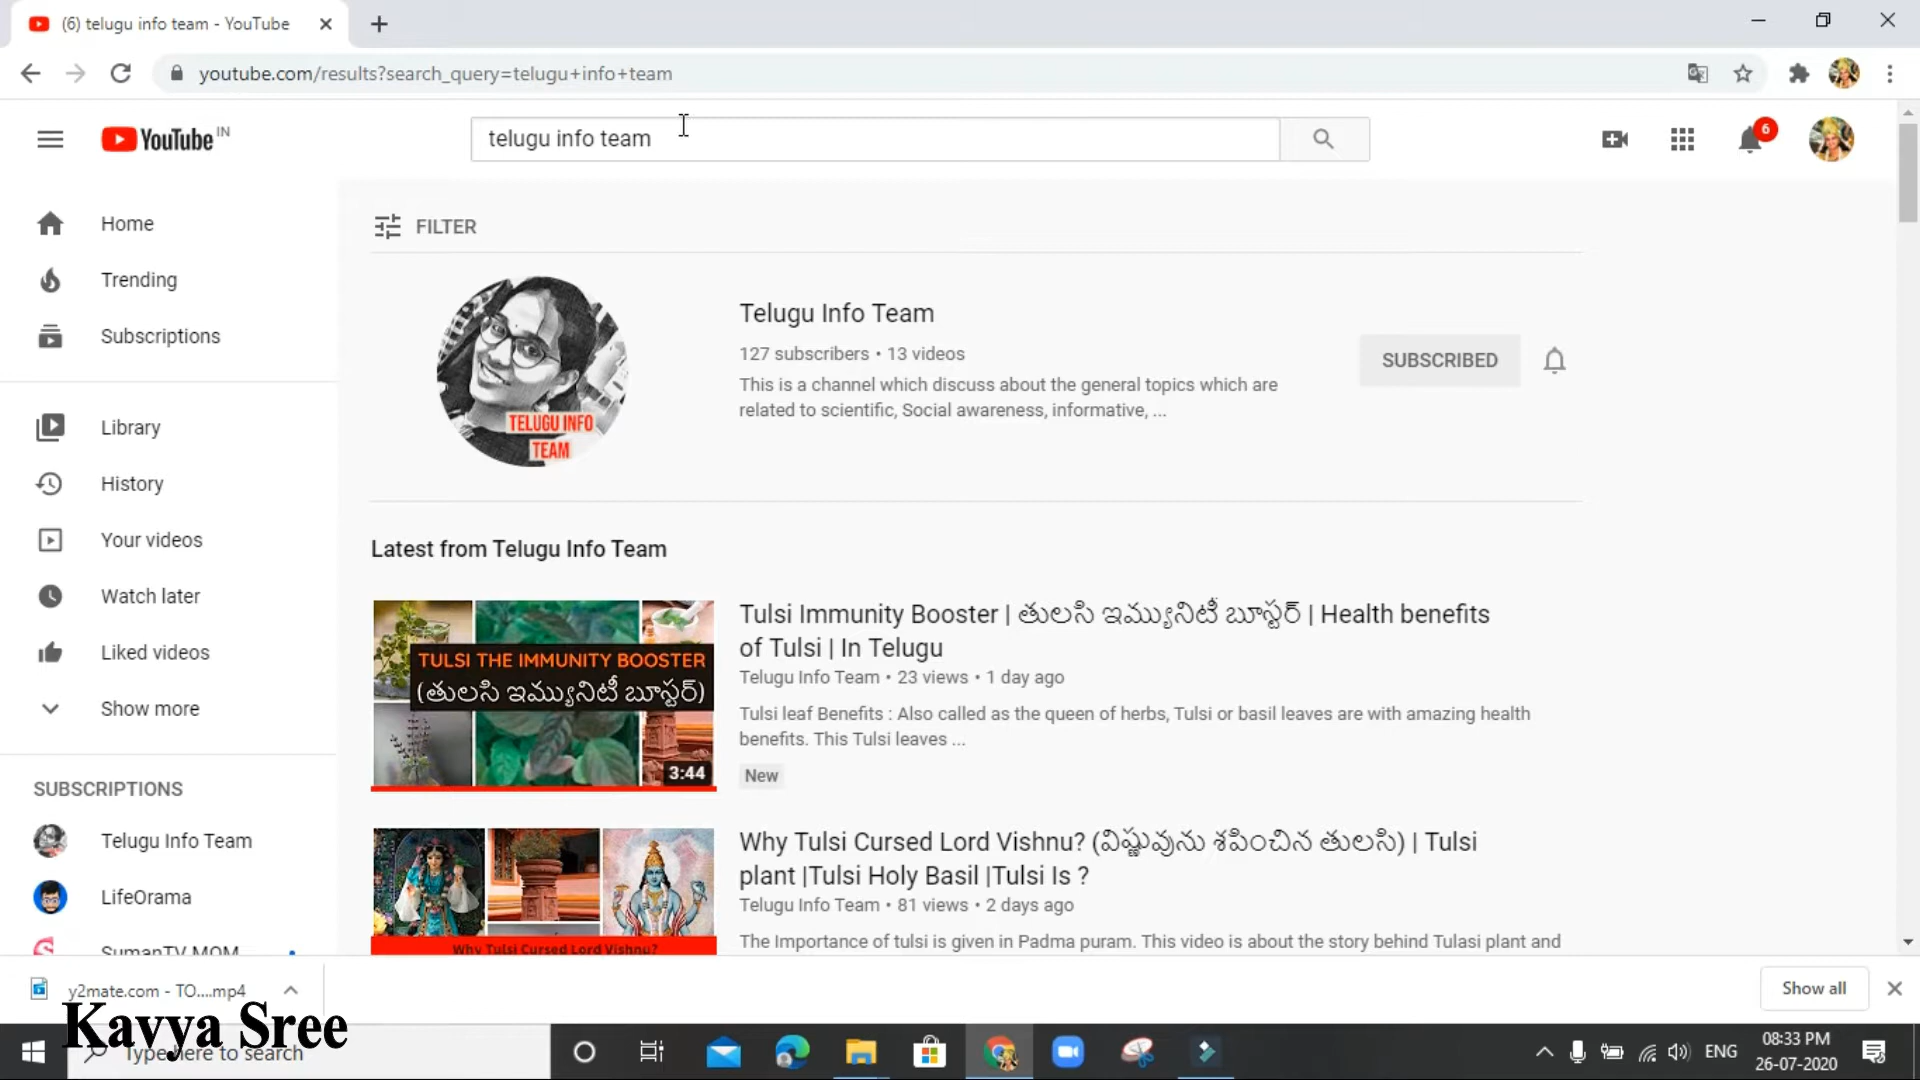 (6) telugu info team - YouTube
youtube.com/results?search_query=telugu+info+team
YouTube IN
telugu info team
6
Home
Trending
Subscriptions
Library
History
Your videos
Watch later
Liked videos
Show more
SUBSCRIPTIONS
Telugu Info Team
LifeOrama
SumanTV MOM
FILTER
TELUGU INFO
TEAM
Telugu Info Team
127 subscribers • 13 videos
This is a channel which discuss about the general topics which are
related to scientific, Social awareness, informative, ...
SUBSCRIBED
Latest from Telugu Info Team
TULSI THE IMMUNITY BOOSTER
(తులసి ఇమ్యునిటీ బూస్టర్)
3:44
Tulsi Immunity Booster | తులసి ఇమ్యునిటీ బూస్టర్ | Health benefits
of Tulsi | In Telugu
Telugu Info Team • 23 views • 1 day ago
Tulsi leaf Benefits : Also called as the queen of herbs, Tulsi or basil leaves are with amazing health
benefits. This Tulsi leaves ...
New
Why Tulsi Cursed Lord Vishnu?
Why Tulsi Cursed Lord Vishnu? (విష్ణువును శపించిన తులసి) | Tulsi
plant |Tulsi Holy Basil |Tulsi Is ?
Telugu Info Team • 81 views • 2 days ago
The Importance of tulsi is given in Padma puram. This video is about the story behind Tulasi plant and
y2mate.com - TO....mp4
Show all
Kavya Sree
Type here to search
ENG
08:33 PM
26-07-2020